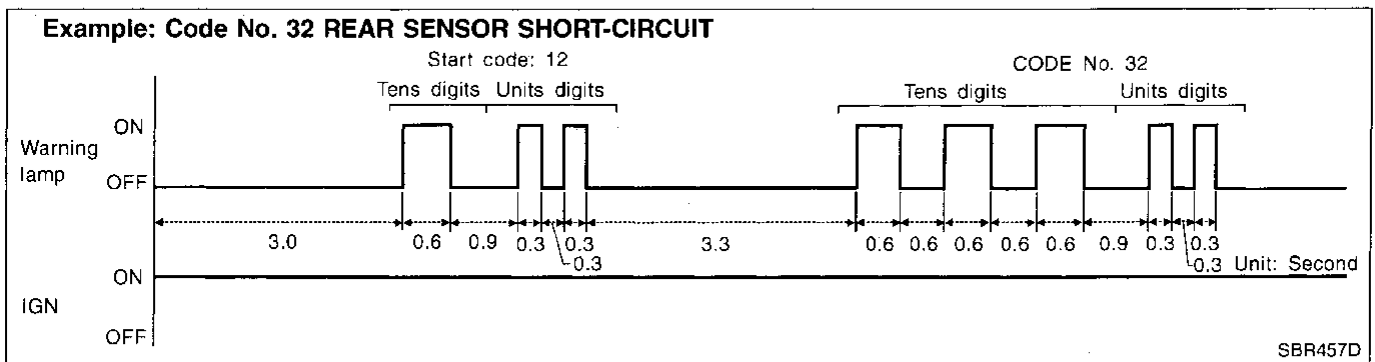 Example: Code No. 32 REAR SENSOR SHORT-CIRCUIT
Start code: 12
CODE No. 32
Tens digits Units digits
Tens digits Units digits
ON
Warning
lamp
OFF
3.0 0.6 0.9 0.3 0.3 3.3 0.6 0.6 0.6 0.6 0.6 0.9 0.3 0.3
0.3 0.3 Unit: Second
ON
IGN
OFF
SBR457D